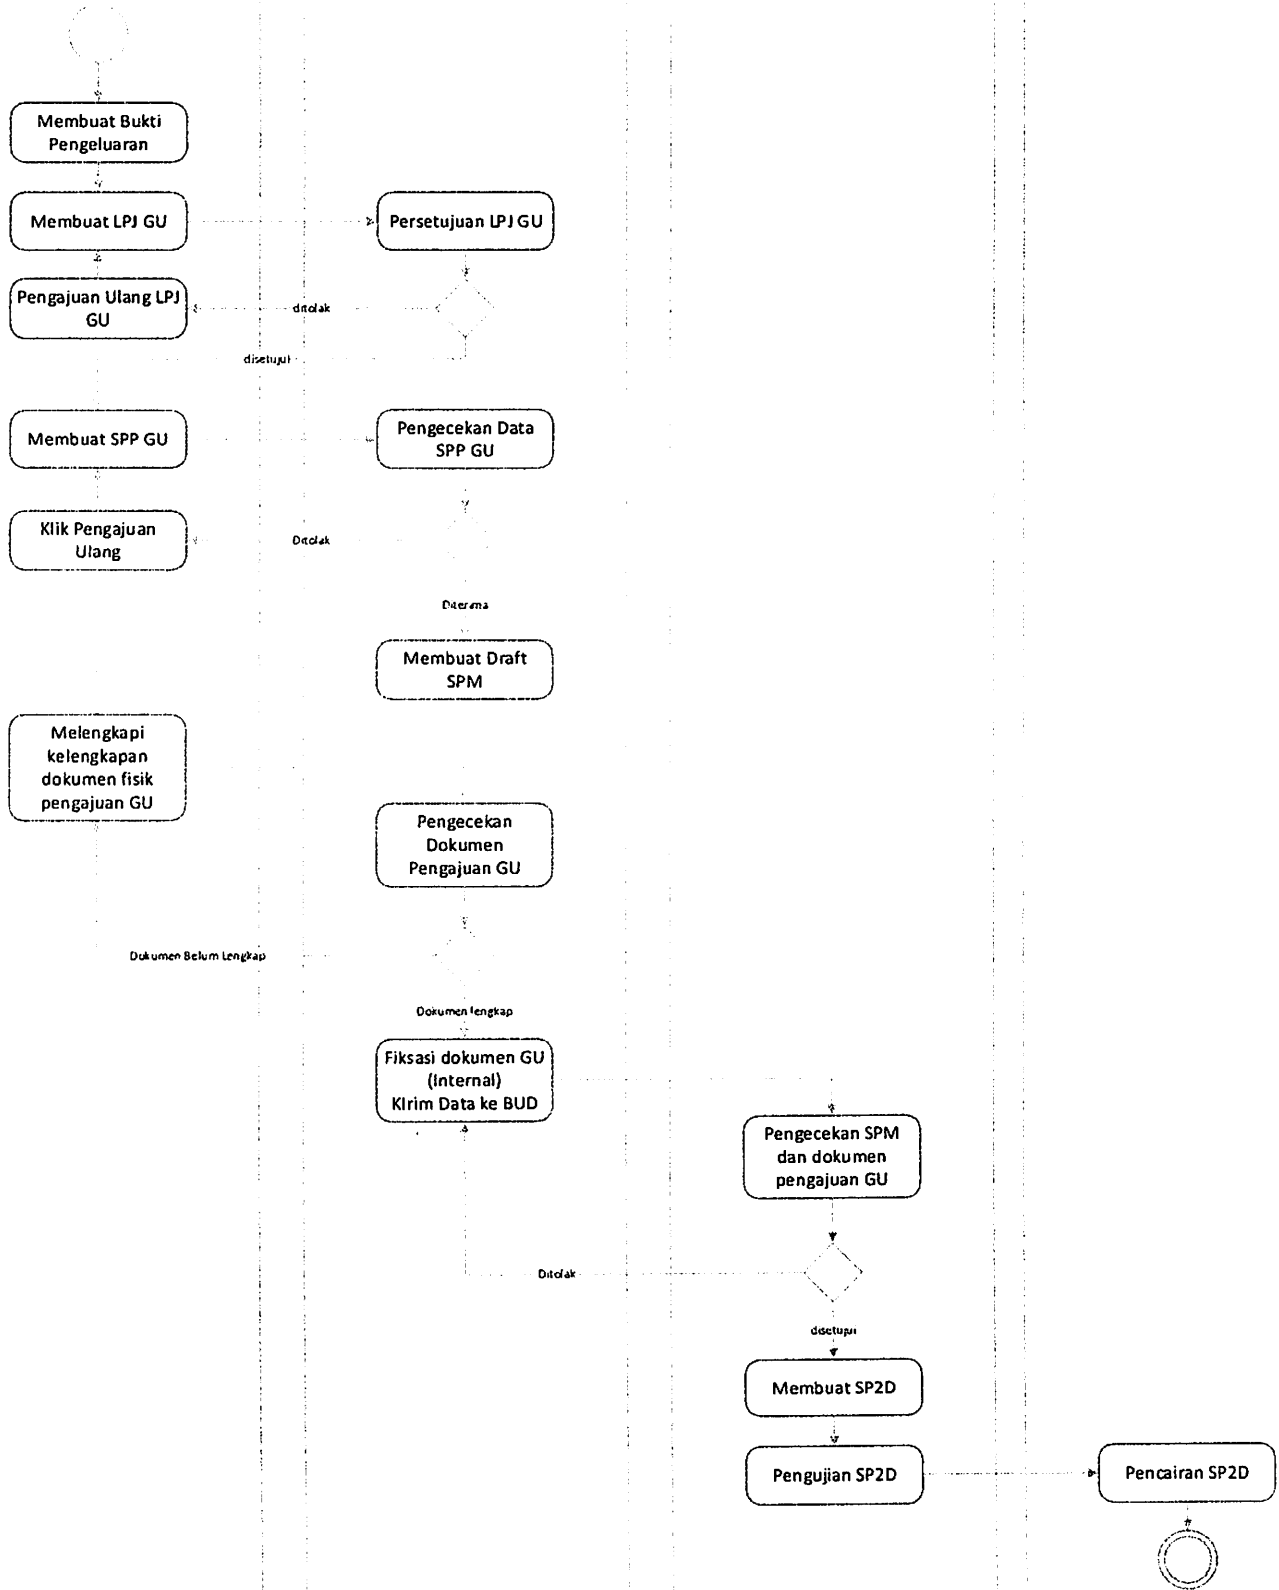 Membuat Bukti
Pengeluaran
Membuat LPJ GU
Persetujuan LPJ GU
Pengajuan Ulang LPJ
GU
ditolak
disetujui
Membuat SPP GU
Pengecekan Data
SPP GU
Klik Pengajuan
Ulang
Ditolak
Diterima
Membuat Draft
SPM
Melengkapi
kelengkapan
dokumen fisik
pengajuan GU
Pengecekan
Dokumen
Pengajuan GU
Dokumen Belum Lengkap
Dokumen lengkap
Fiksasi dokumen GU
(Internal)
KIrim Data ke BUD
Pengecekan SPM
dan dokumen
pengajuan GU
Ditolak
disetujui
Membuat SP2D
Pengujian SP2D
Pencairan SP2D